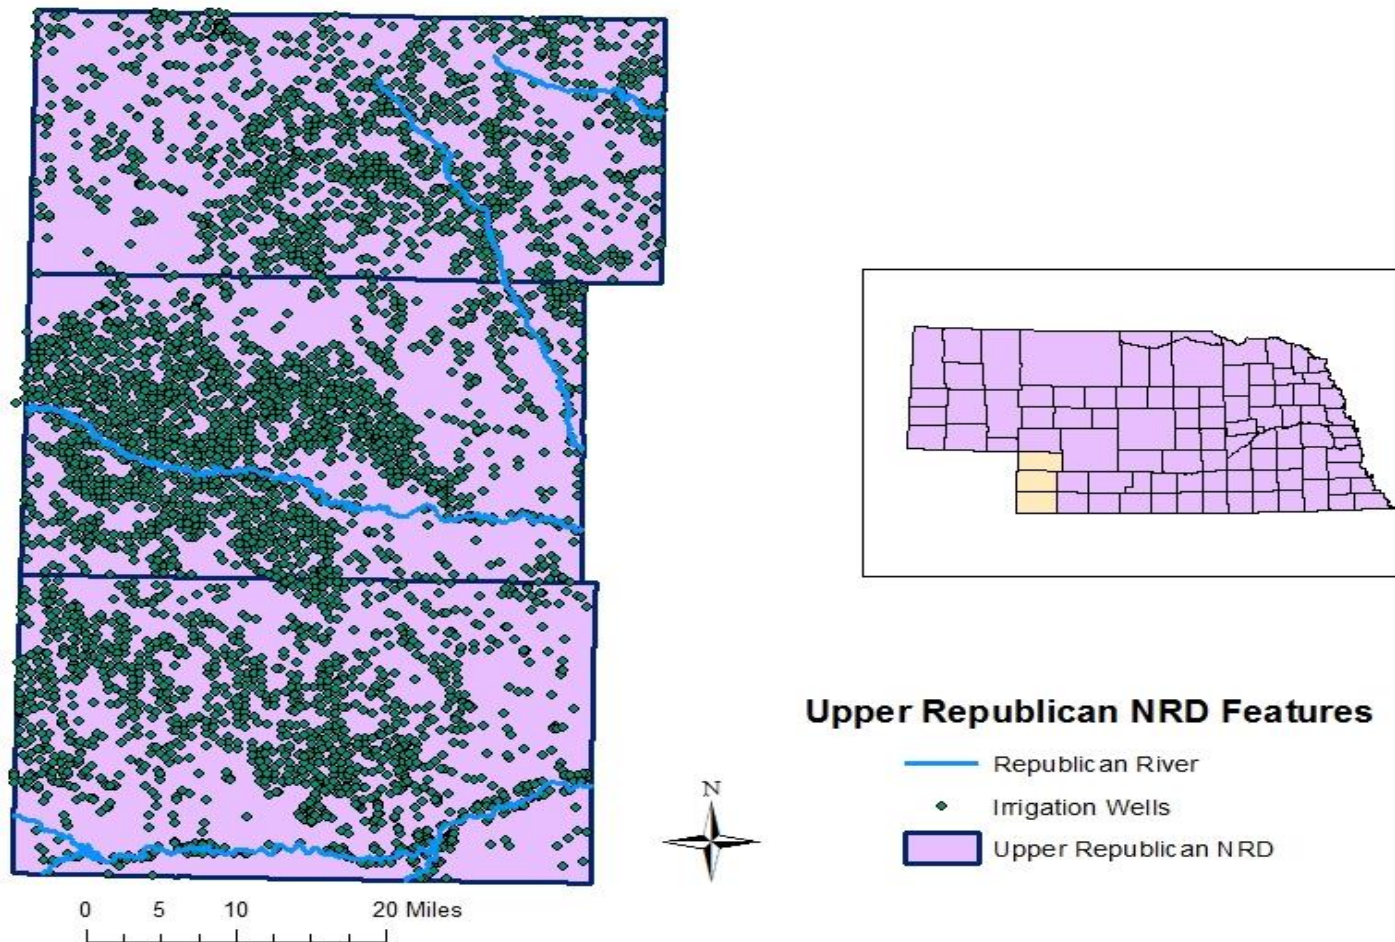 Upper Republican NRD Features
Republican River
Irrigation Wells
Upper Republican NRD
N
0 5 10 20 Miles